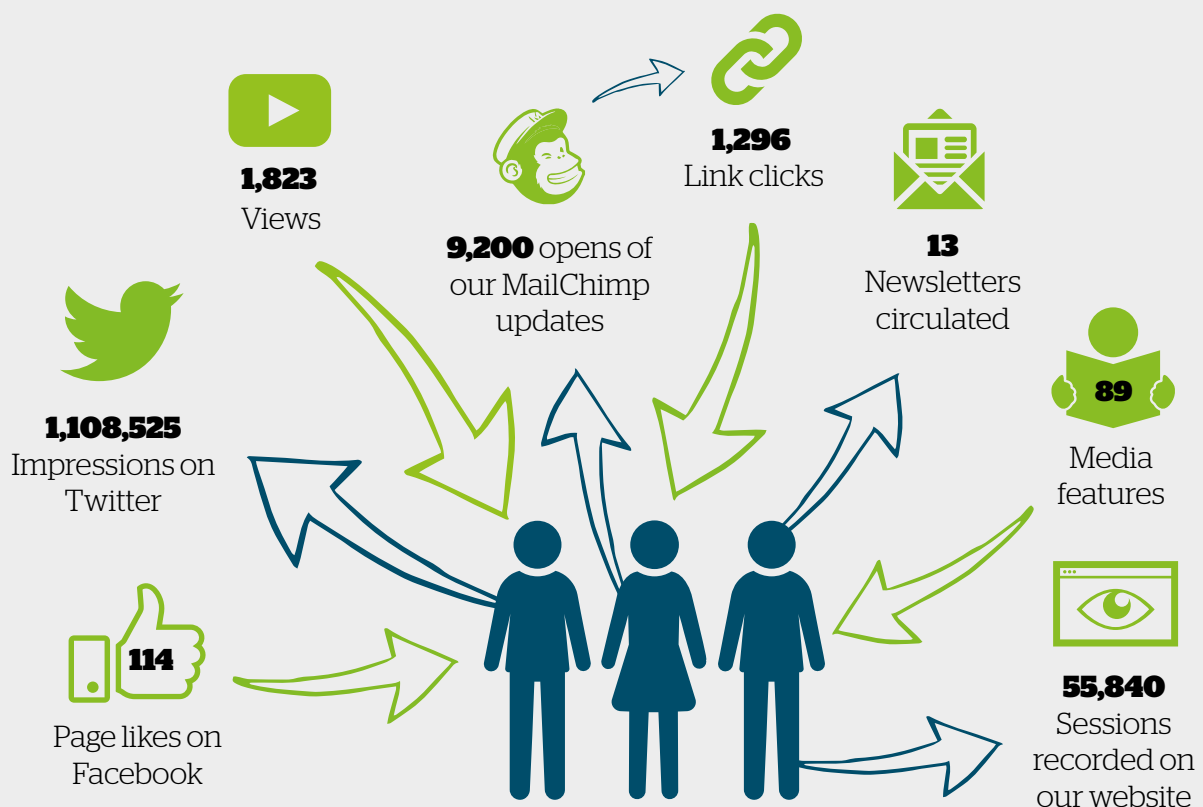 1,823
Views
9,200 opens of
our MailChimp
updates
1,296
Link clicks
13
Newsletters
circulated
1,108,525
Impressions on
Twitter
89
Media
features
114
Page likes on
Facebook
55,840
Sessions
recorded on
our website